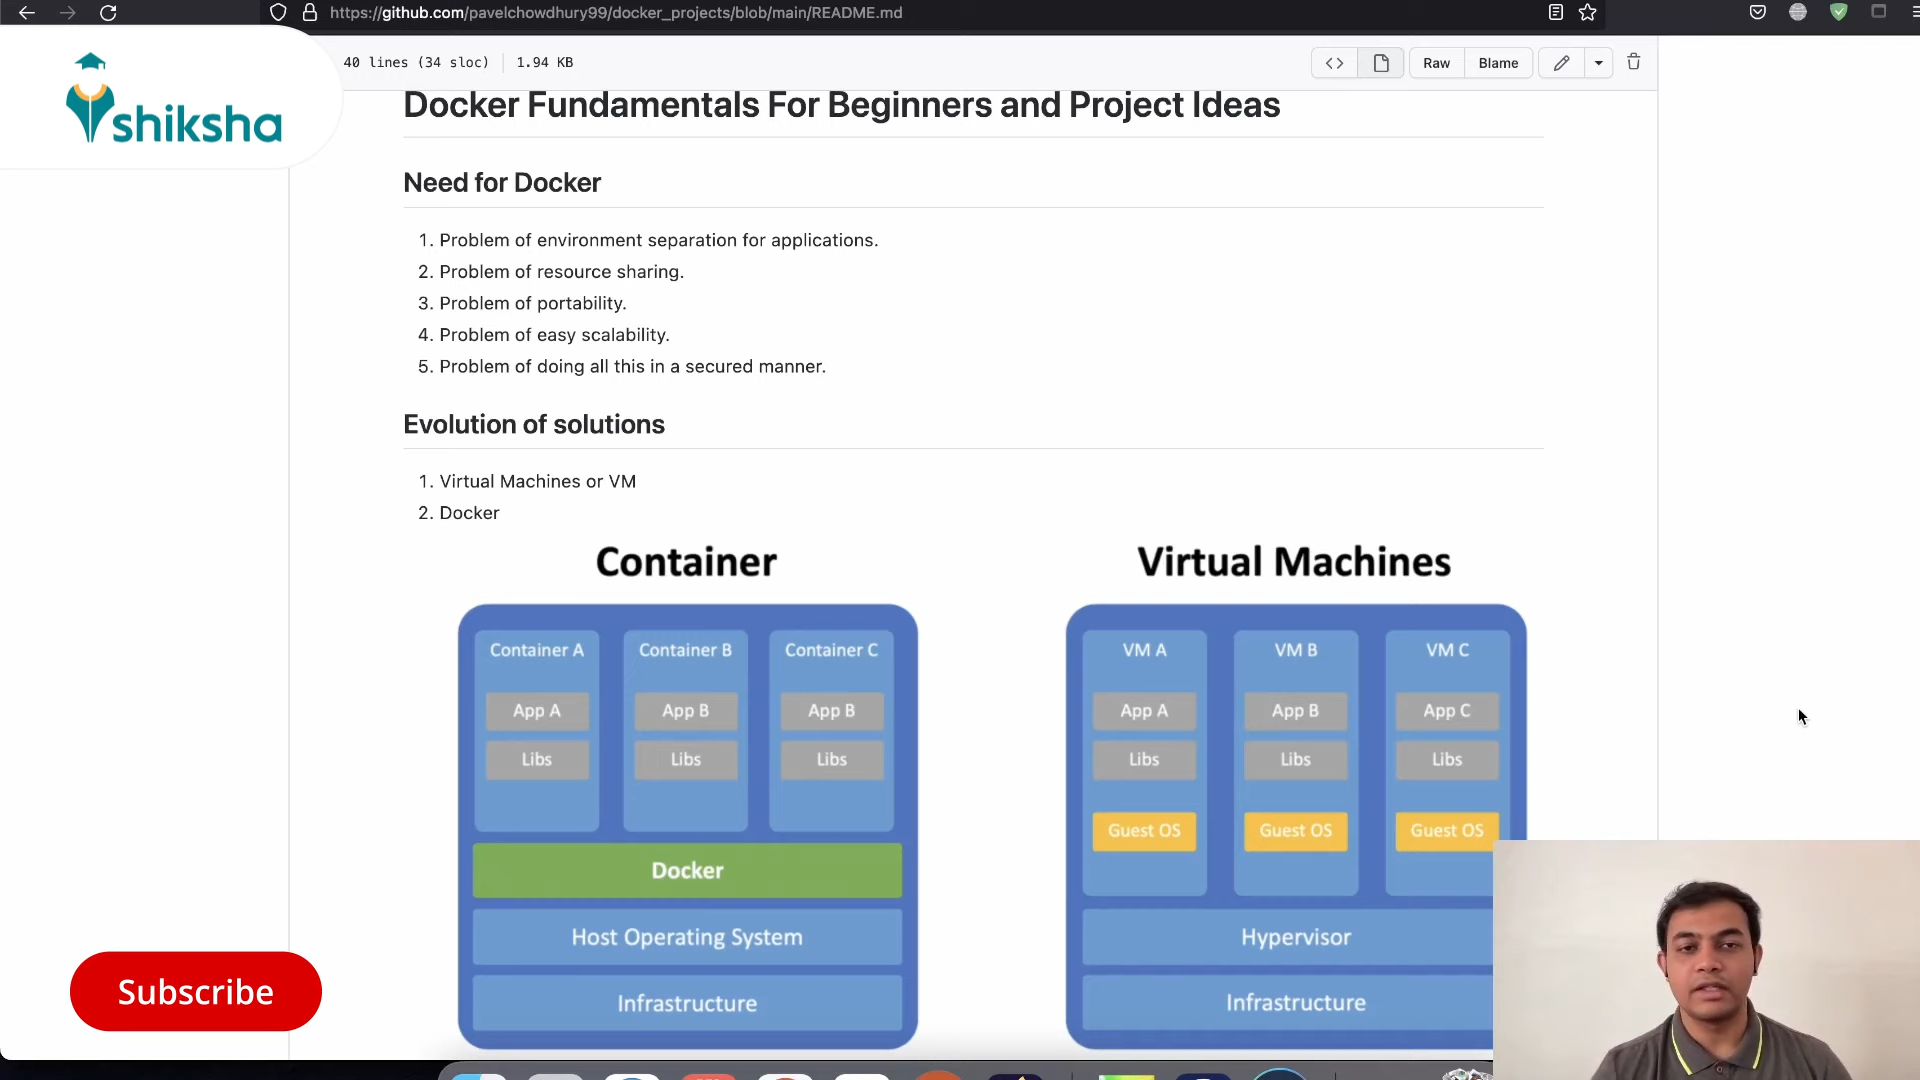 https://github.com/pavelchowdhury99/docker_projects/blob/main/README.md
shiksha
40 lines (34 sloc) 1.94 KB
Raw
Blame
Docker Fundamentals For Beginners and Project Ideas
Need for Docker
1. Problem of environment separation for applications.
2. Problem of resource sharing.
3. Problem of portability.
4. Problem of easy scalability.
5. Problem of doing all this in a secured manner.
Evolution of solutions
1. Virtual Machines or VM
2. Docker
Container
Container A Container B Container C
App A App B App B
Libs Libs Libs
Docker
Host Operating System
Infrastructure
Virtual Machines
VM A VM B VM C
App A App B App C
Libs Libs Libs
Guest OS Guest OS Guest OS
Hypervisor
Infrastructure
Subscribe